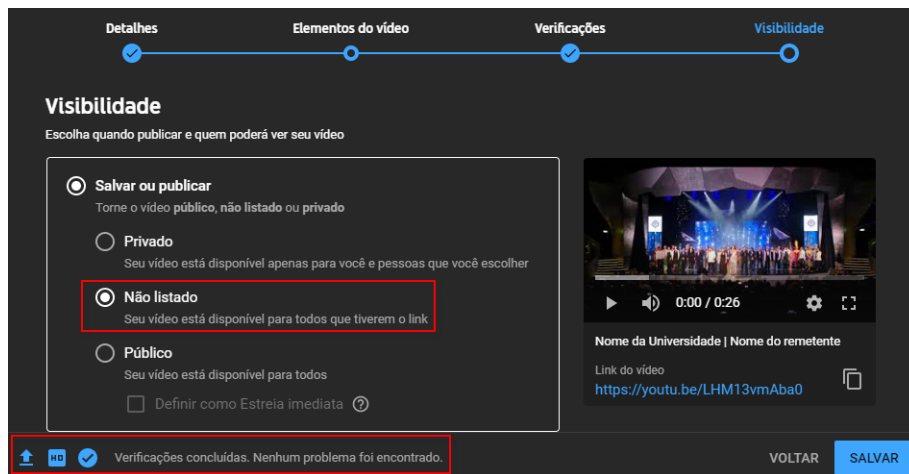 Detalhes
Elementos do vídeo
Verificações
Visibilidade
Visibilidade
Escolha quando publicar e quem poderá ver seu vídeo
Salvar ou publicar
Torne o vídeo público, não listado ou privado
Privado
Seu vídeo está disponível apenas para você e pessoas que você escolher
Não listado
Seu vídeo está disponível para todos que tiverem o link
Público
Seu vídeo está disponível para todos
Definir como Estreia imediata
0:00 / 0:26
Nome da Universidade | Nome do remetente
Link do vídeo
https://youtu.be/LHM13vmAba0
HD
Verificações concluídas. Nenhum problema foi encontrado.
VOLTAR
SALVAR